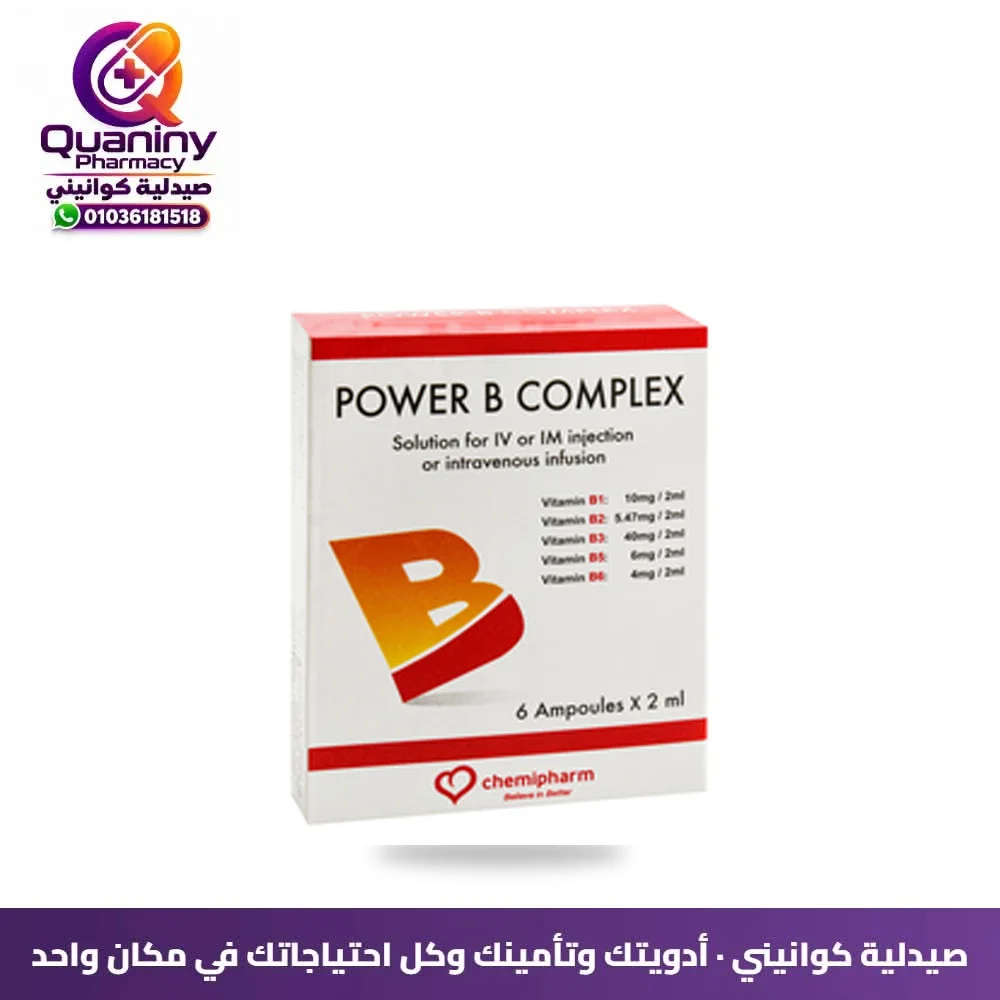 Quaniny
Pharmacy
صيدلية كوانيني
01036181518
POWER B COMPLEX
Solution for IV or IM injection
or intravenous infusion
Vitamin B1: 10mg / 2ml
Vitamin B2: 5.47mg / 2ml
Vitamin B3: 40mg / 2ml
Vitamin B5: 6mg / 2ml
Vitamin B6: 4mg / 2ml
B
6 Ampoules X 2 ml
chemipharm
Believe in Better
صيدلية كوانيني · أدويتك وتأمينك وكل احتياجاتك في مكان واحد